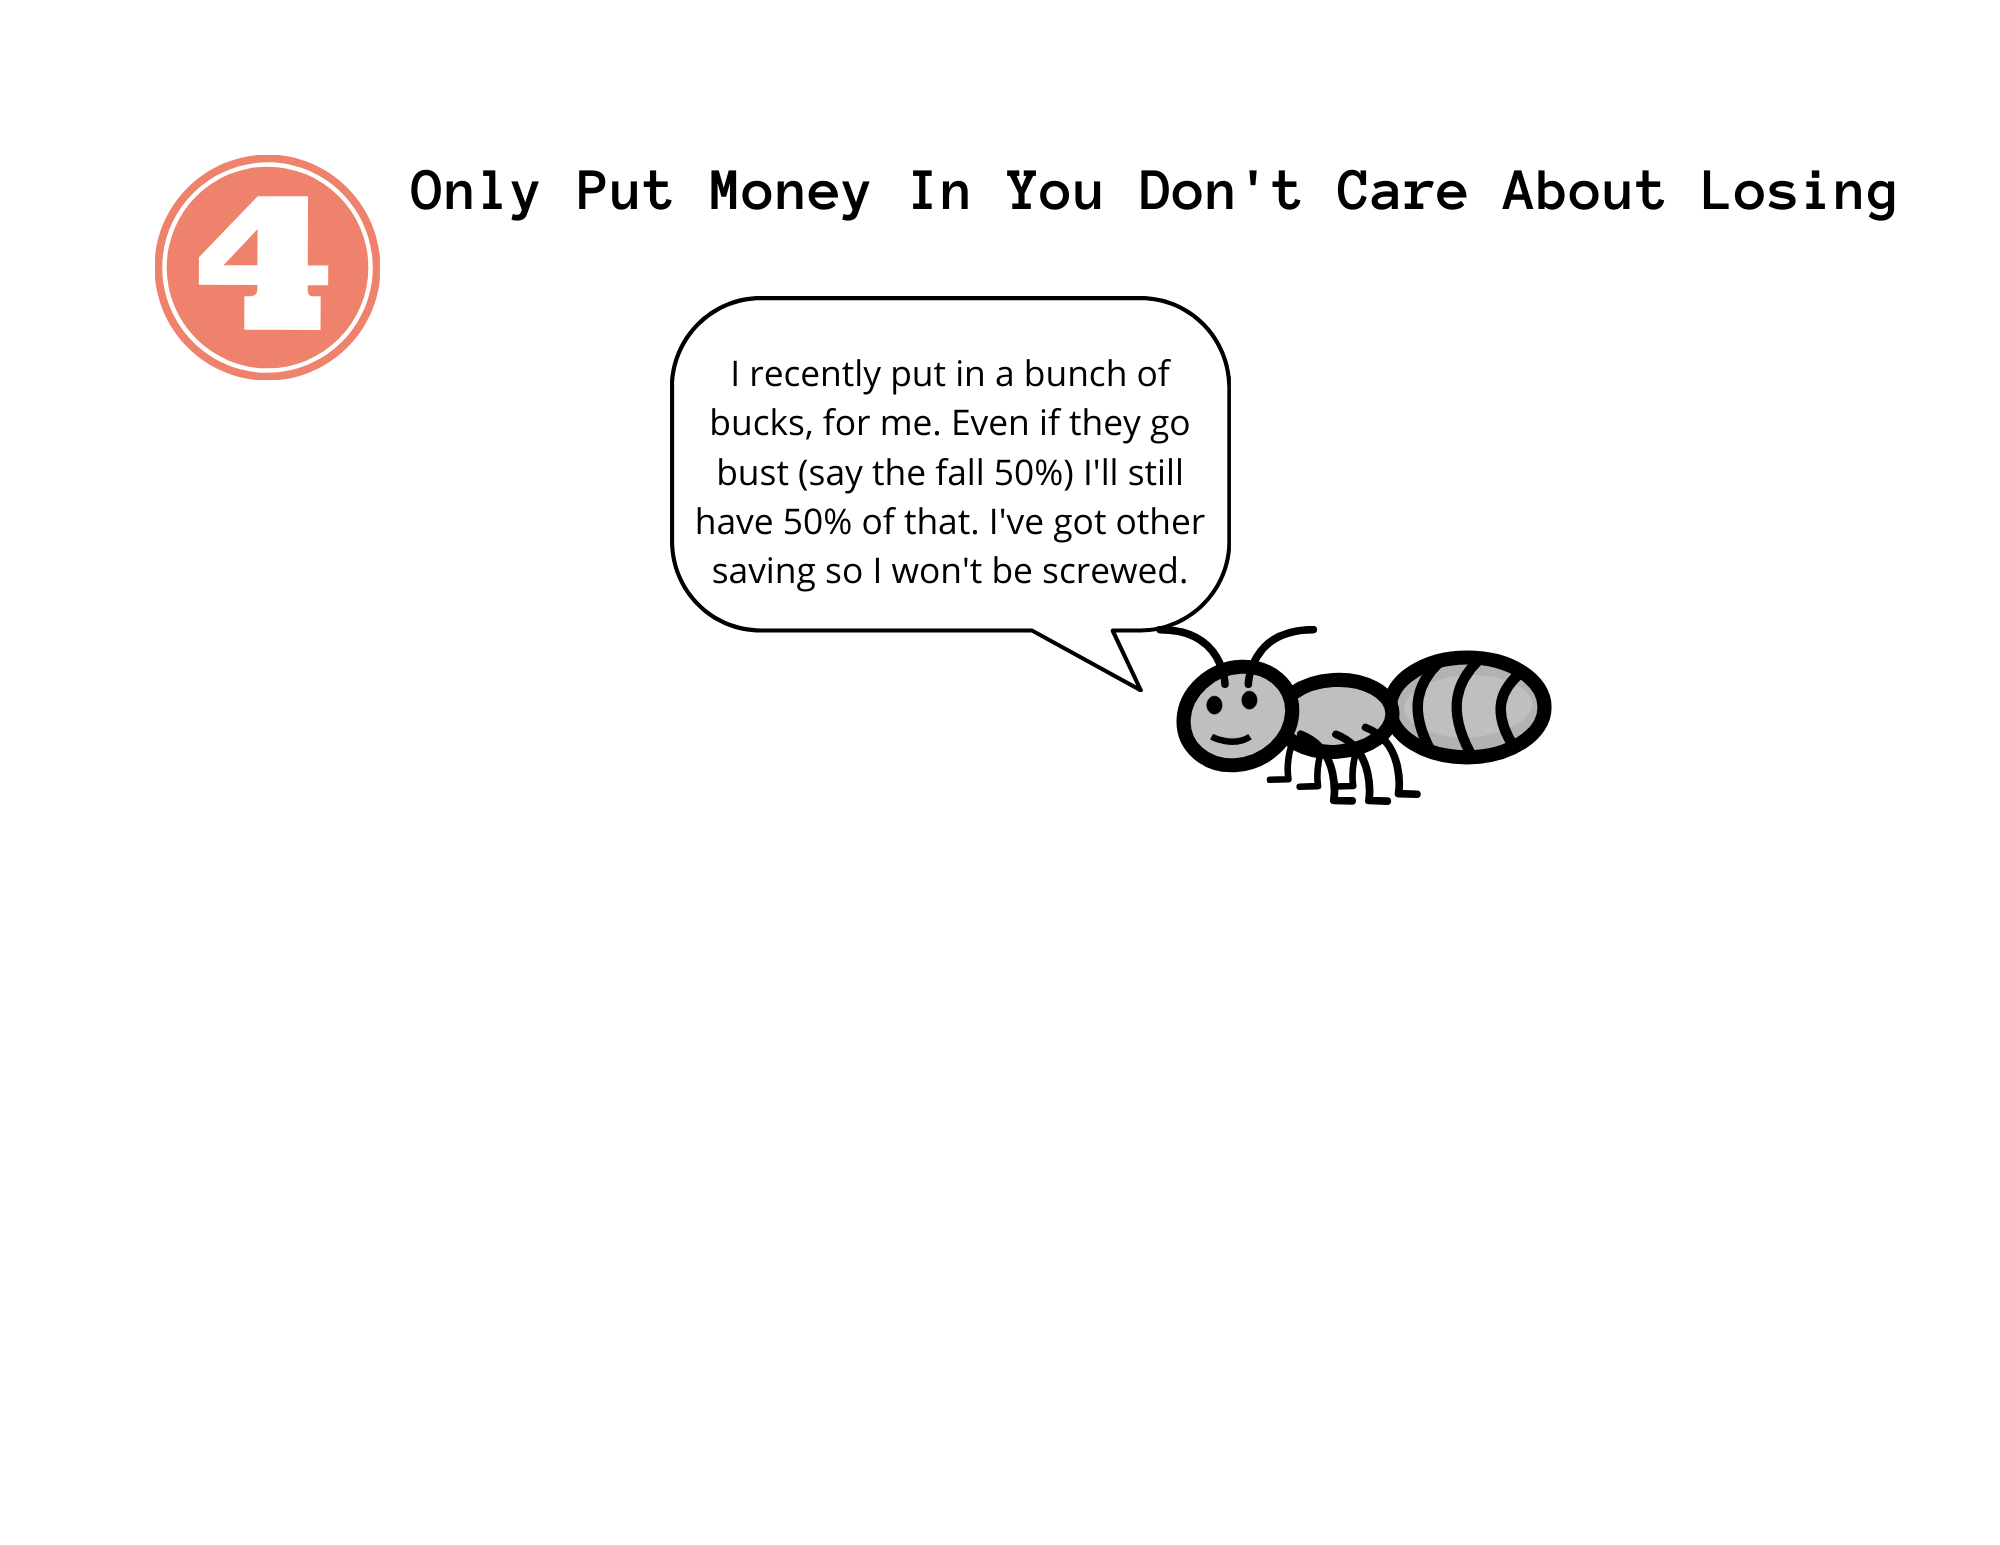 4
Only Put Money In You Don't Care About Losing
I recently put in a bunch of
bucks, for me. Even if they go
bust (say the fall 50%) I'll still
have 50% of that. I've got other
saving so I won't be screwed.